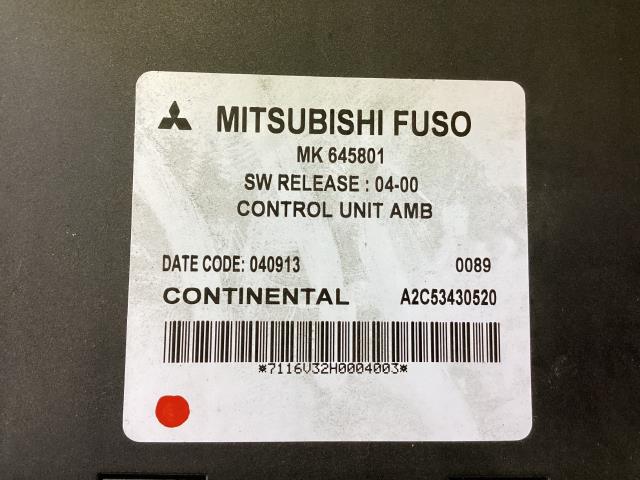 MITSUBISHI FUSO
MK 645801
SW RELEASE : 04-00
CONTROL UNIT AMB
DATE CODE: 040913 0089
CONTINENTAL A2C53430520
*7116V32H0004003*